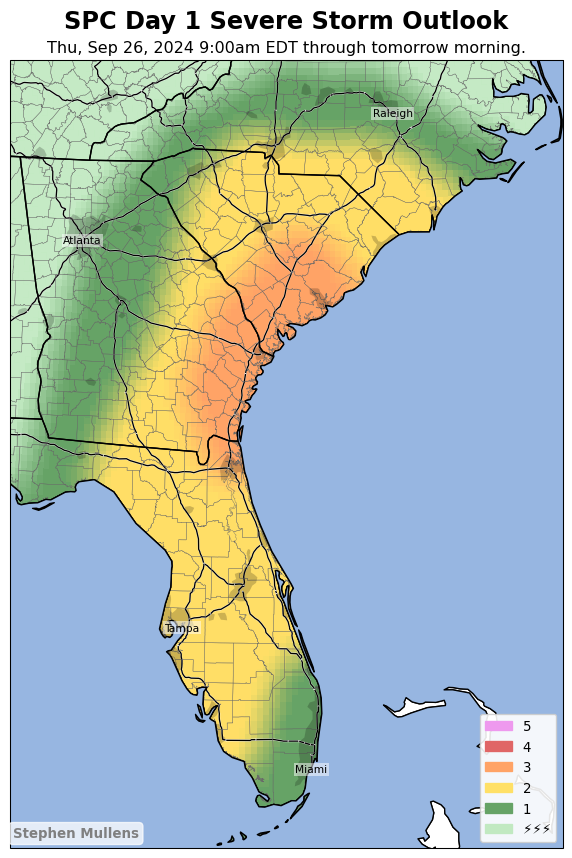 SPC Day 1 Severe Storm Outlook
Thu, Sep 26, 2024 9:00am EDT through tomorrow morning.
Raleigh
Atlanta
Tampa
Miami
5
4
3
2
1
⚡⚡⚡
Stephen Mullens